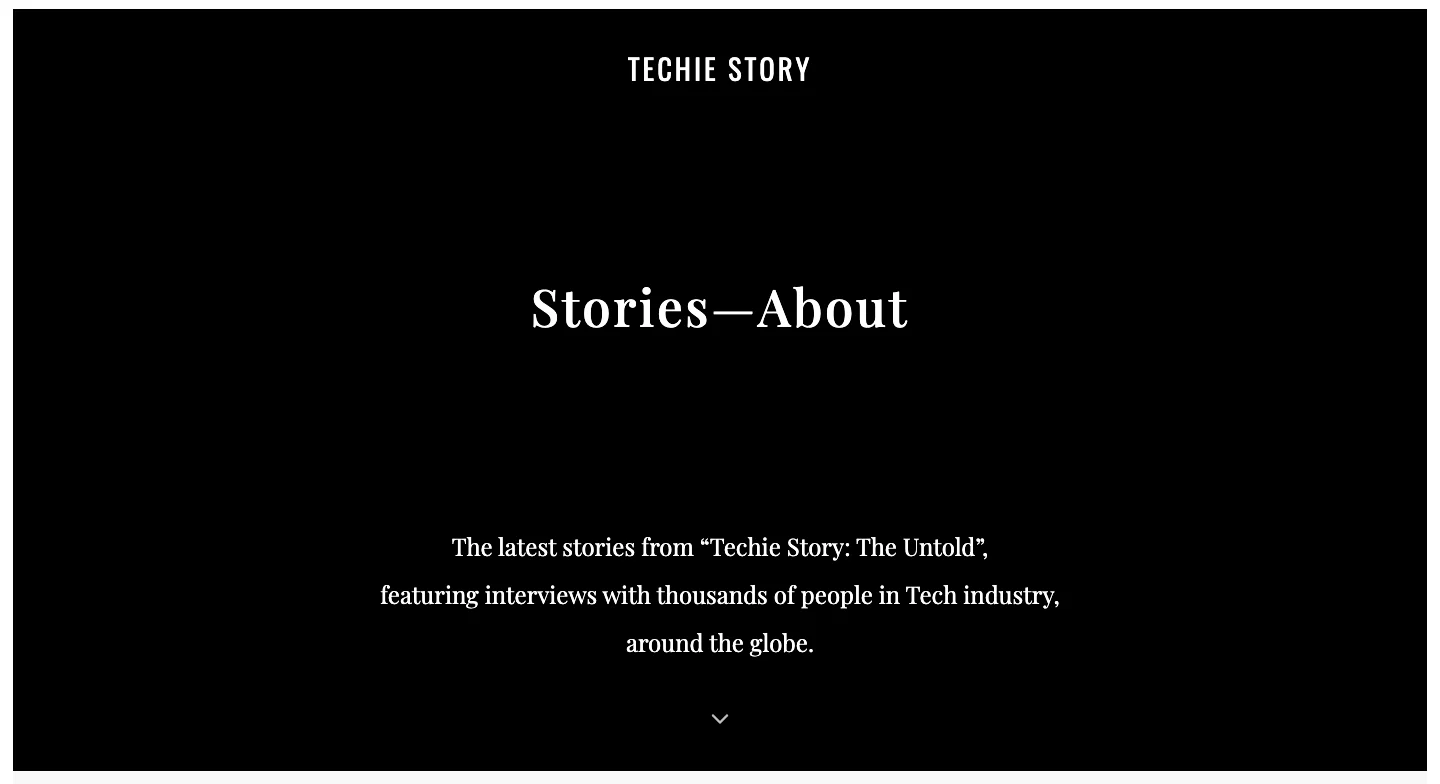 TECHIE STORY
Stories—About
The latest stories from “Techie Story: The Untold”,
featuring interviews with thousands of people in Tech industry,
around the globe.